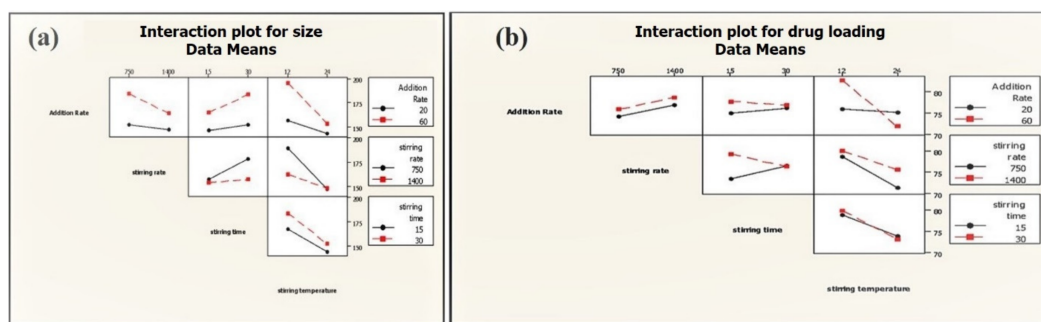 (a)
Interaction plot for size
Data Means
750 1400 15 30 12 26
200
175
150
Addition Rate
Addition
Rate
20
60
200
175
150
stirring rate
stirring
rate
750
1400
200
175
150
stirring time
stirring
time
15
30
stirring temperature
(b)
Interaction plot for drug loading
Data Means
750 1400 15 30 12 26
80
75
70
Addition Rate
Addition
Rate
20
60
80
75
70
stirring rate
stirring
rate
750
1400
80
75
70
stirring time
stirring
time
15
30
stirring temperature